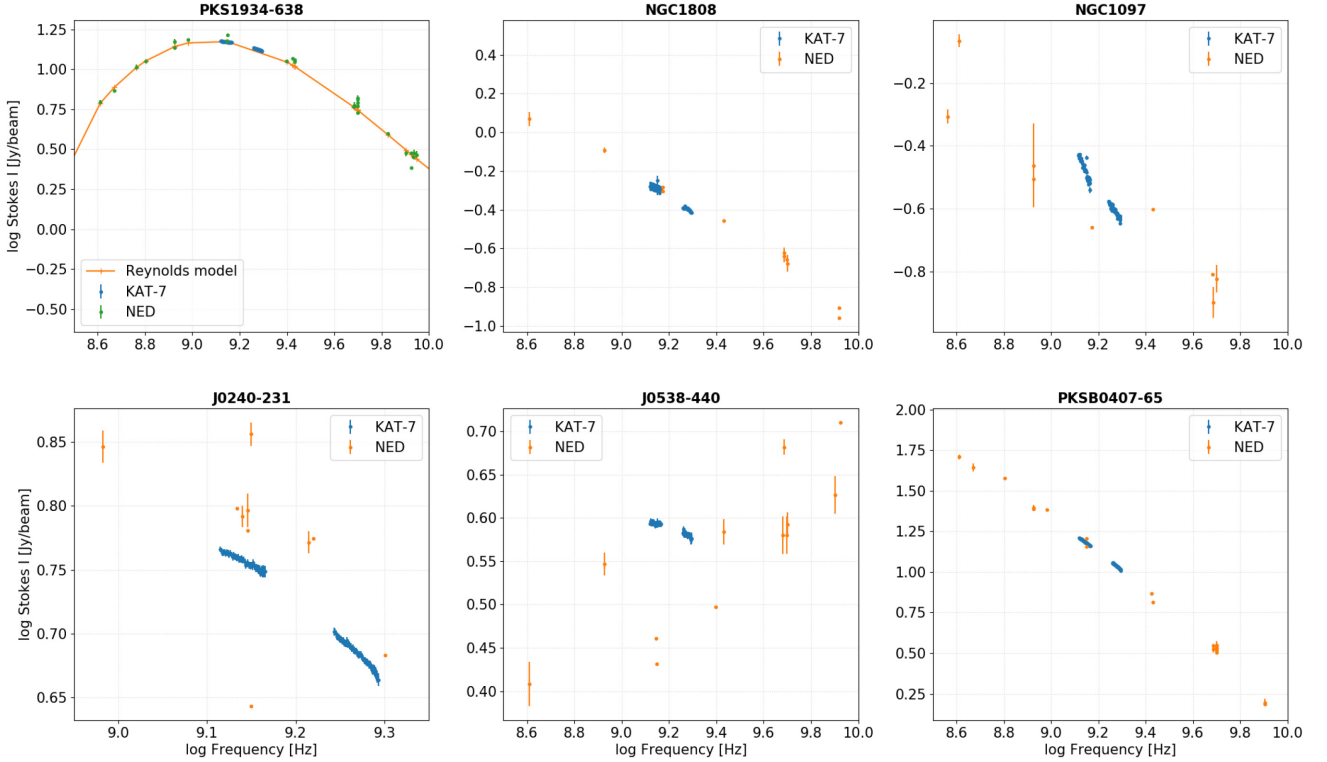 PKS1934-638
NGC1808
NGC1097
log Stokes I [Jy/beam]
1.25
1.00
0.75
0.50
0.25
0.00
−0.25
−0.50
Reynolds model
KAT-7
NED
8.6 8.8 9.0 9.2 9.4 9.6 9.8 10.0
0.4
0.2
0.0
−0.2
−0.4
−0.6
−0.8
−1.0
KAT-7
NED
8.6 8.8 9.0 9.2 9.4 9.6 9.8 10.0
−0.2
−0.4
−0.6
−0.8
KAT-7
NED
8.6 8.8 9.0 9.2 9.4 9.6 9.8 10.0
J0240-231
J0538-440
PKSB0407-65
log Stokes I [Jy/beam]
0.85
0.80
0.75
0.70
0.65
KAT-7
NED
9.0 9.1 9.2 9.3
log Frequency [Hz]
0.70
0.65
0.60
0.55
0.50
0.45
0.40
KAT-7
NED
8.6 8.8 9.0 9.2 9.4 9.6 9.8 10.0
log Frequency [Hz]
2.00
1.75
1.50
1.25
1.00
0.75
0.50
0.25
KAT-7
NED
8.6 8.8 9.0 9.2 9.4 9.6 9.8 10.0
log Frequency [Hz]